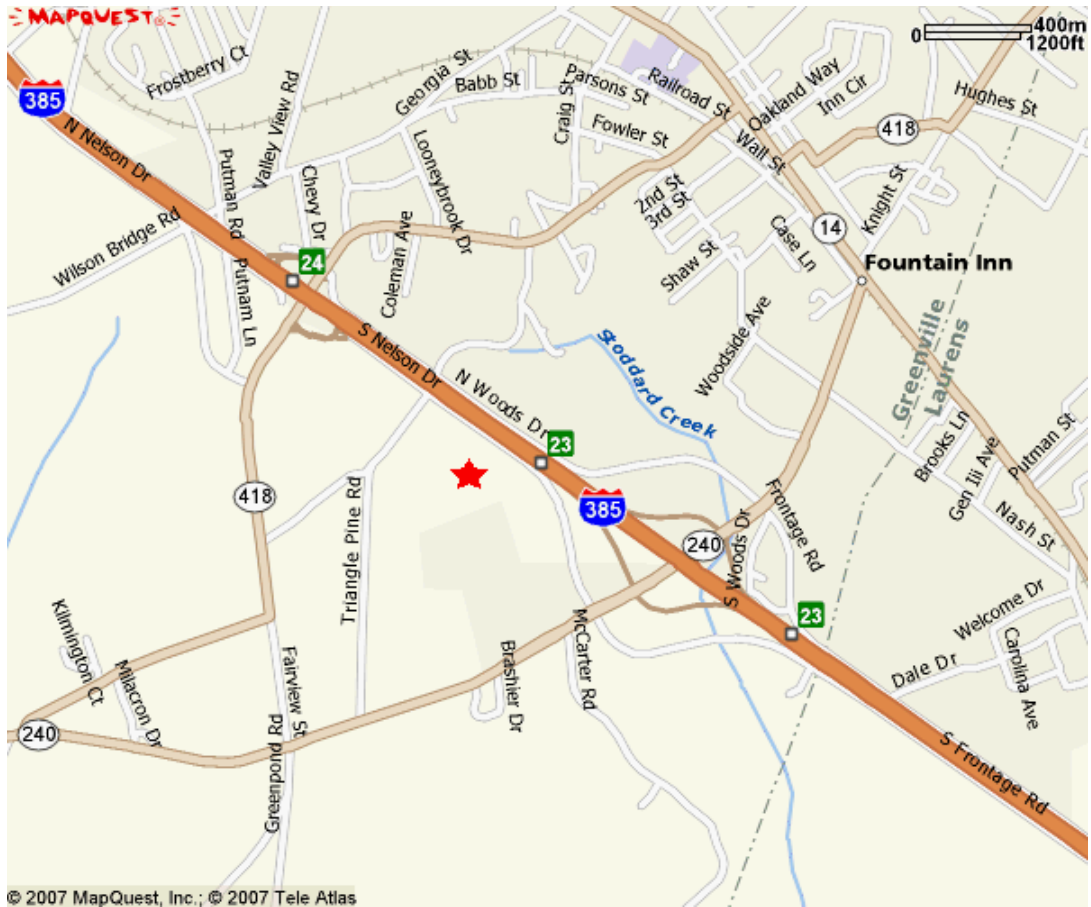 MAPQUEST
400m
0
1200ft
385
Frostberry Ct
Valley View Rd
Georgia St
Babb St
Parsons St
Railroad St
Oakland Way
Inn Cir
Hughes St
N Nelson Dr
Putman Rd
Chevy Dr
Looneybrook Dr
Craig St
Fowler St
Wall St
418
Knight St
Wilson Bridge Rd
Putnam Ln
24
Coleman Ave
2nd St
3rd St
Shaw St
Case Ln
14
Fountain Inn
S Nelson Dr
Stoddard Creek
Woodside Ave
Greenville
Laurens
N Woods Dr
23
Brooks Ln
Gen Iii Ave
Putman St
418
Triangle Pine Rd
385
Frontage Rd
Nash St
240
S Woods Dr
23
Welcome Dr
Kilmington Ct
Milacron Dr
Fairview St
Brashier Dr
McCarter Rd
Dale Dr
Carolina Ave
240
Greenpond Rd
S Frontage Rd
© 2007 MapQuest, Inc.; © 2007 Tele Atlas